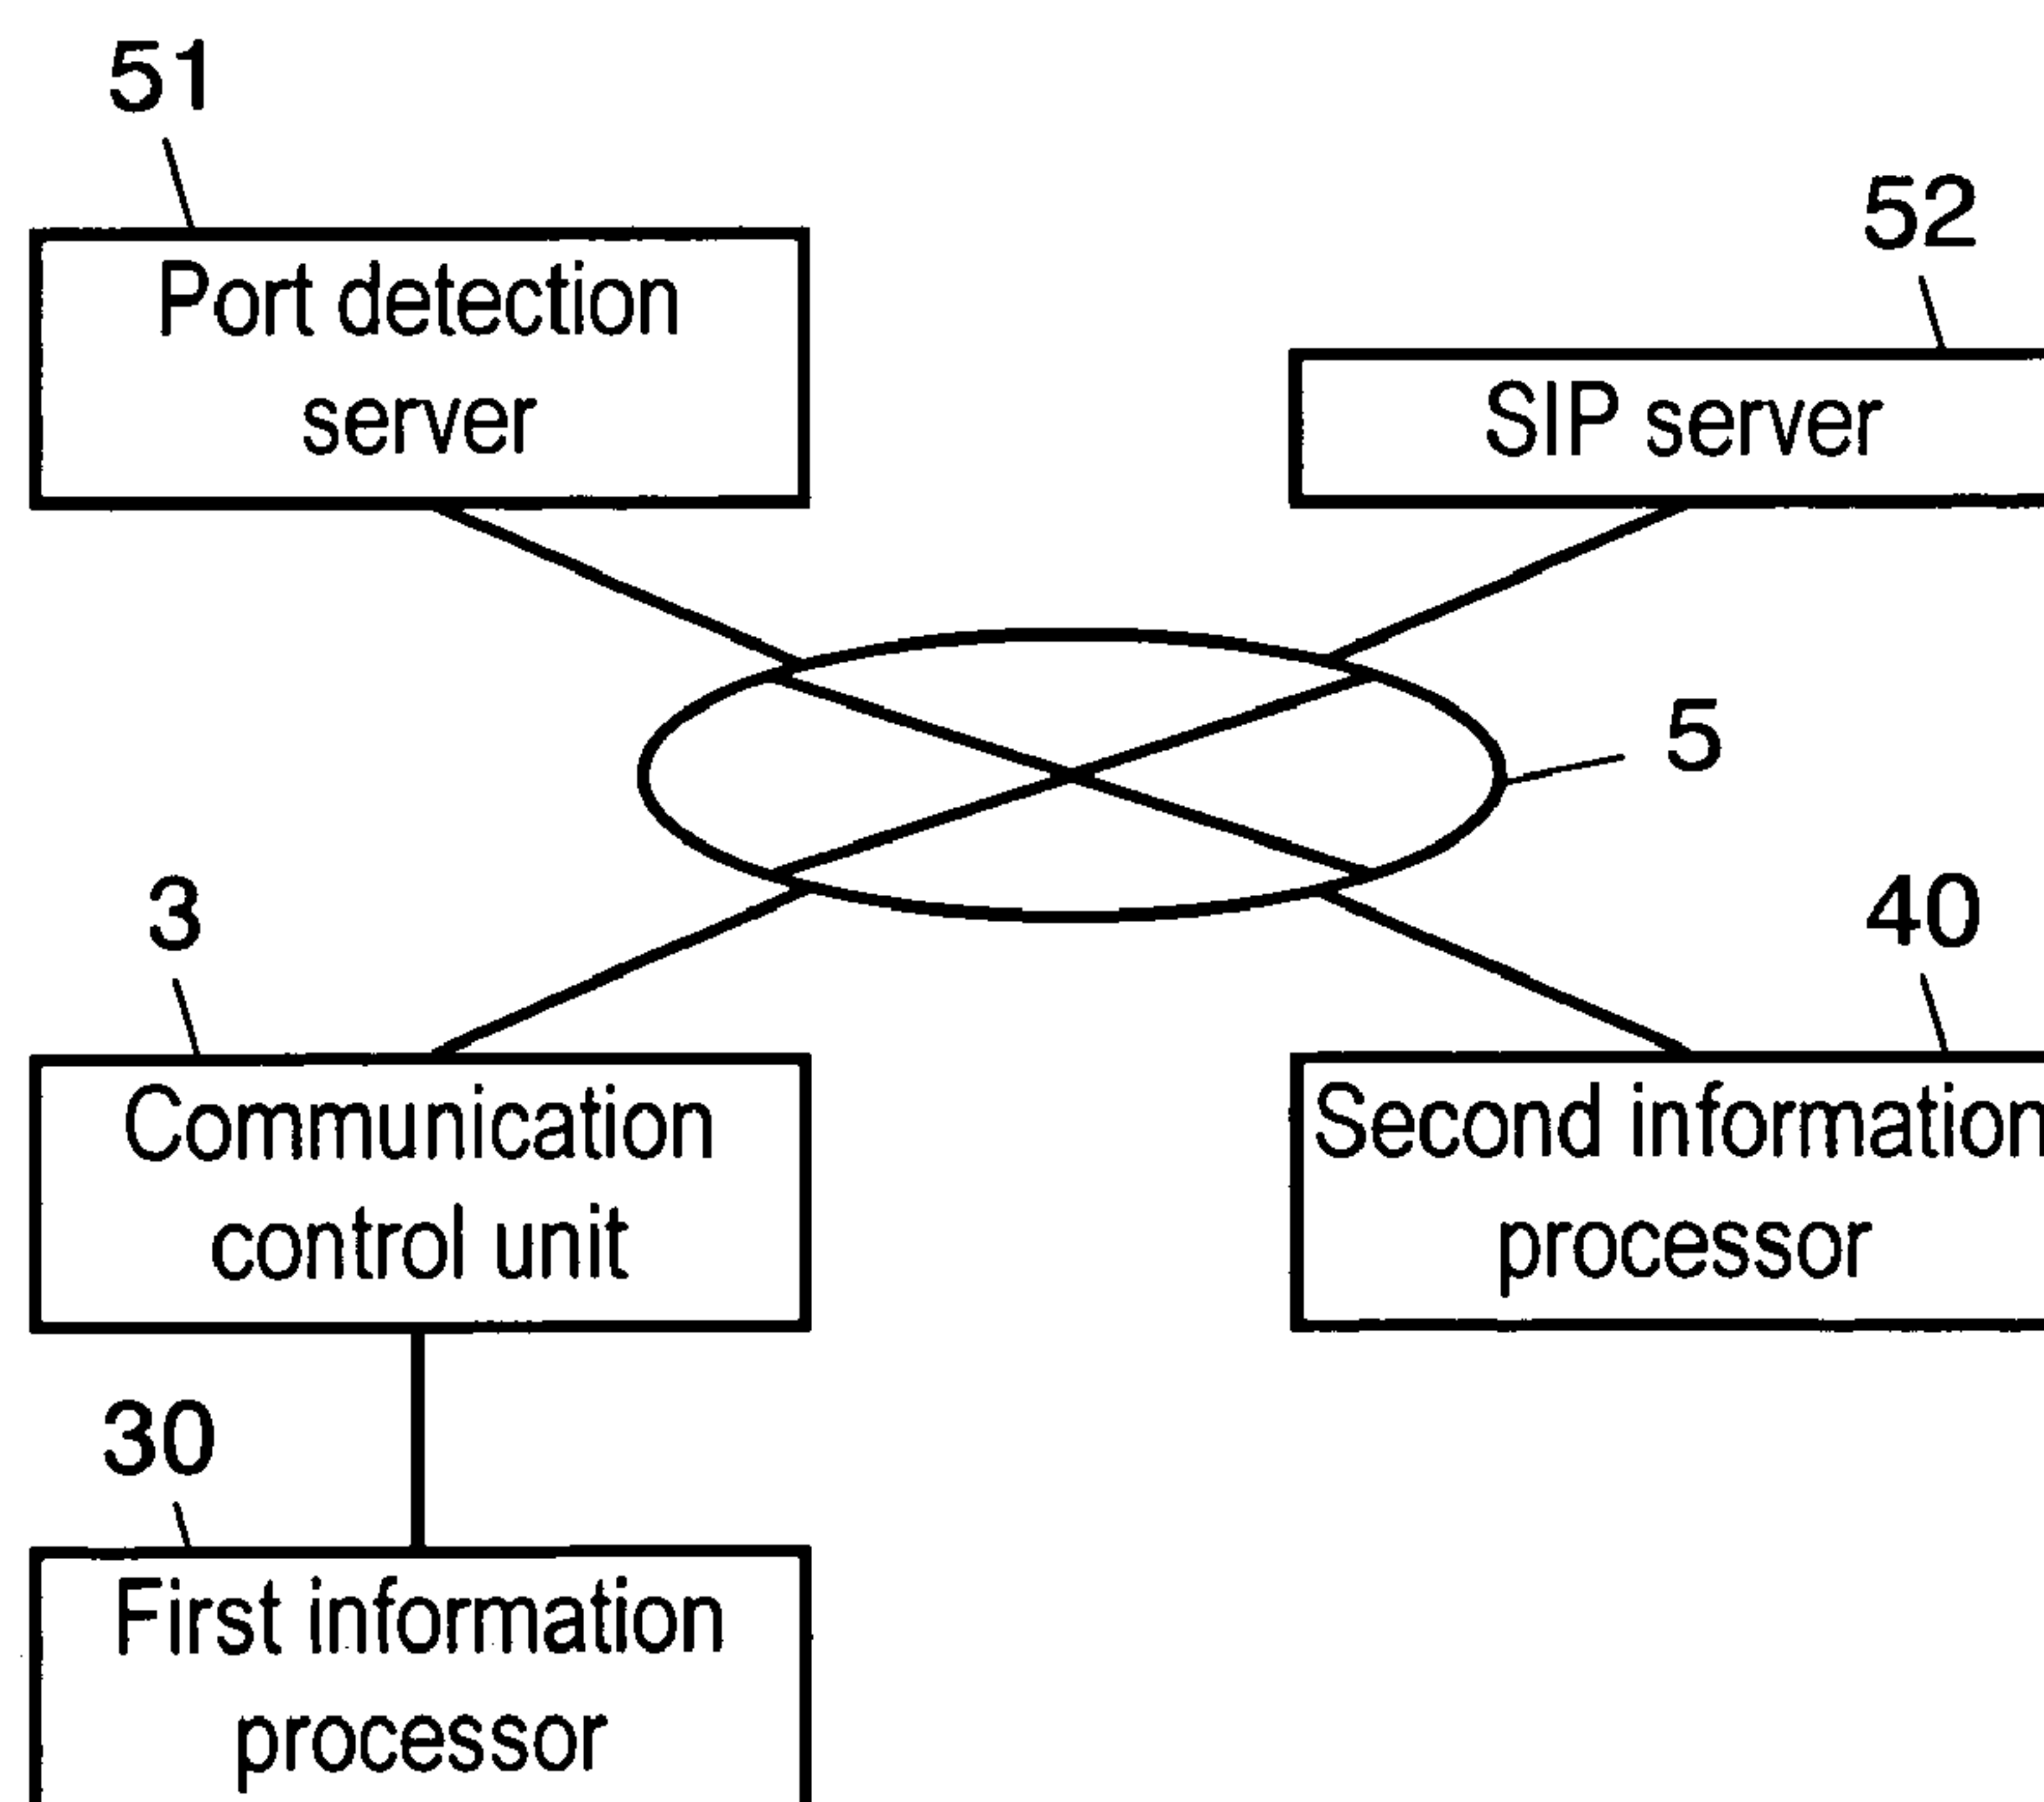 51
Port detection
server
52
SIP server
5
3
Communication
control unit
40
Second information
processor
30
First information
processor